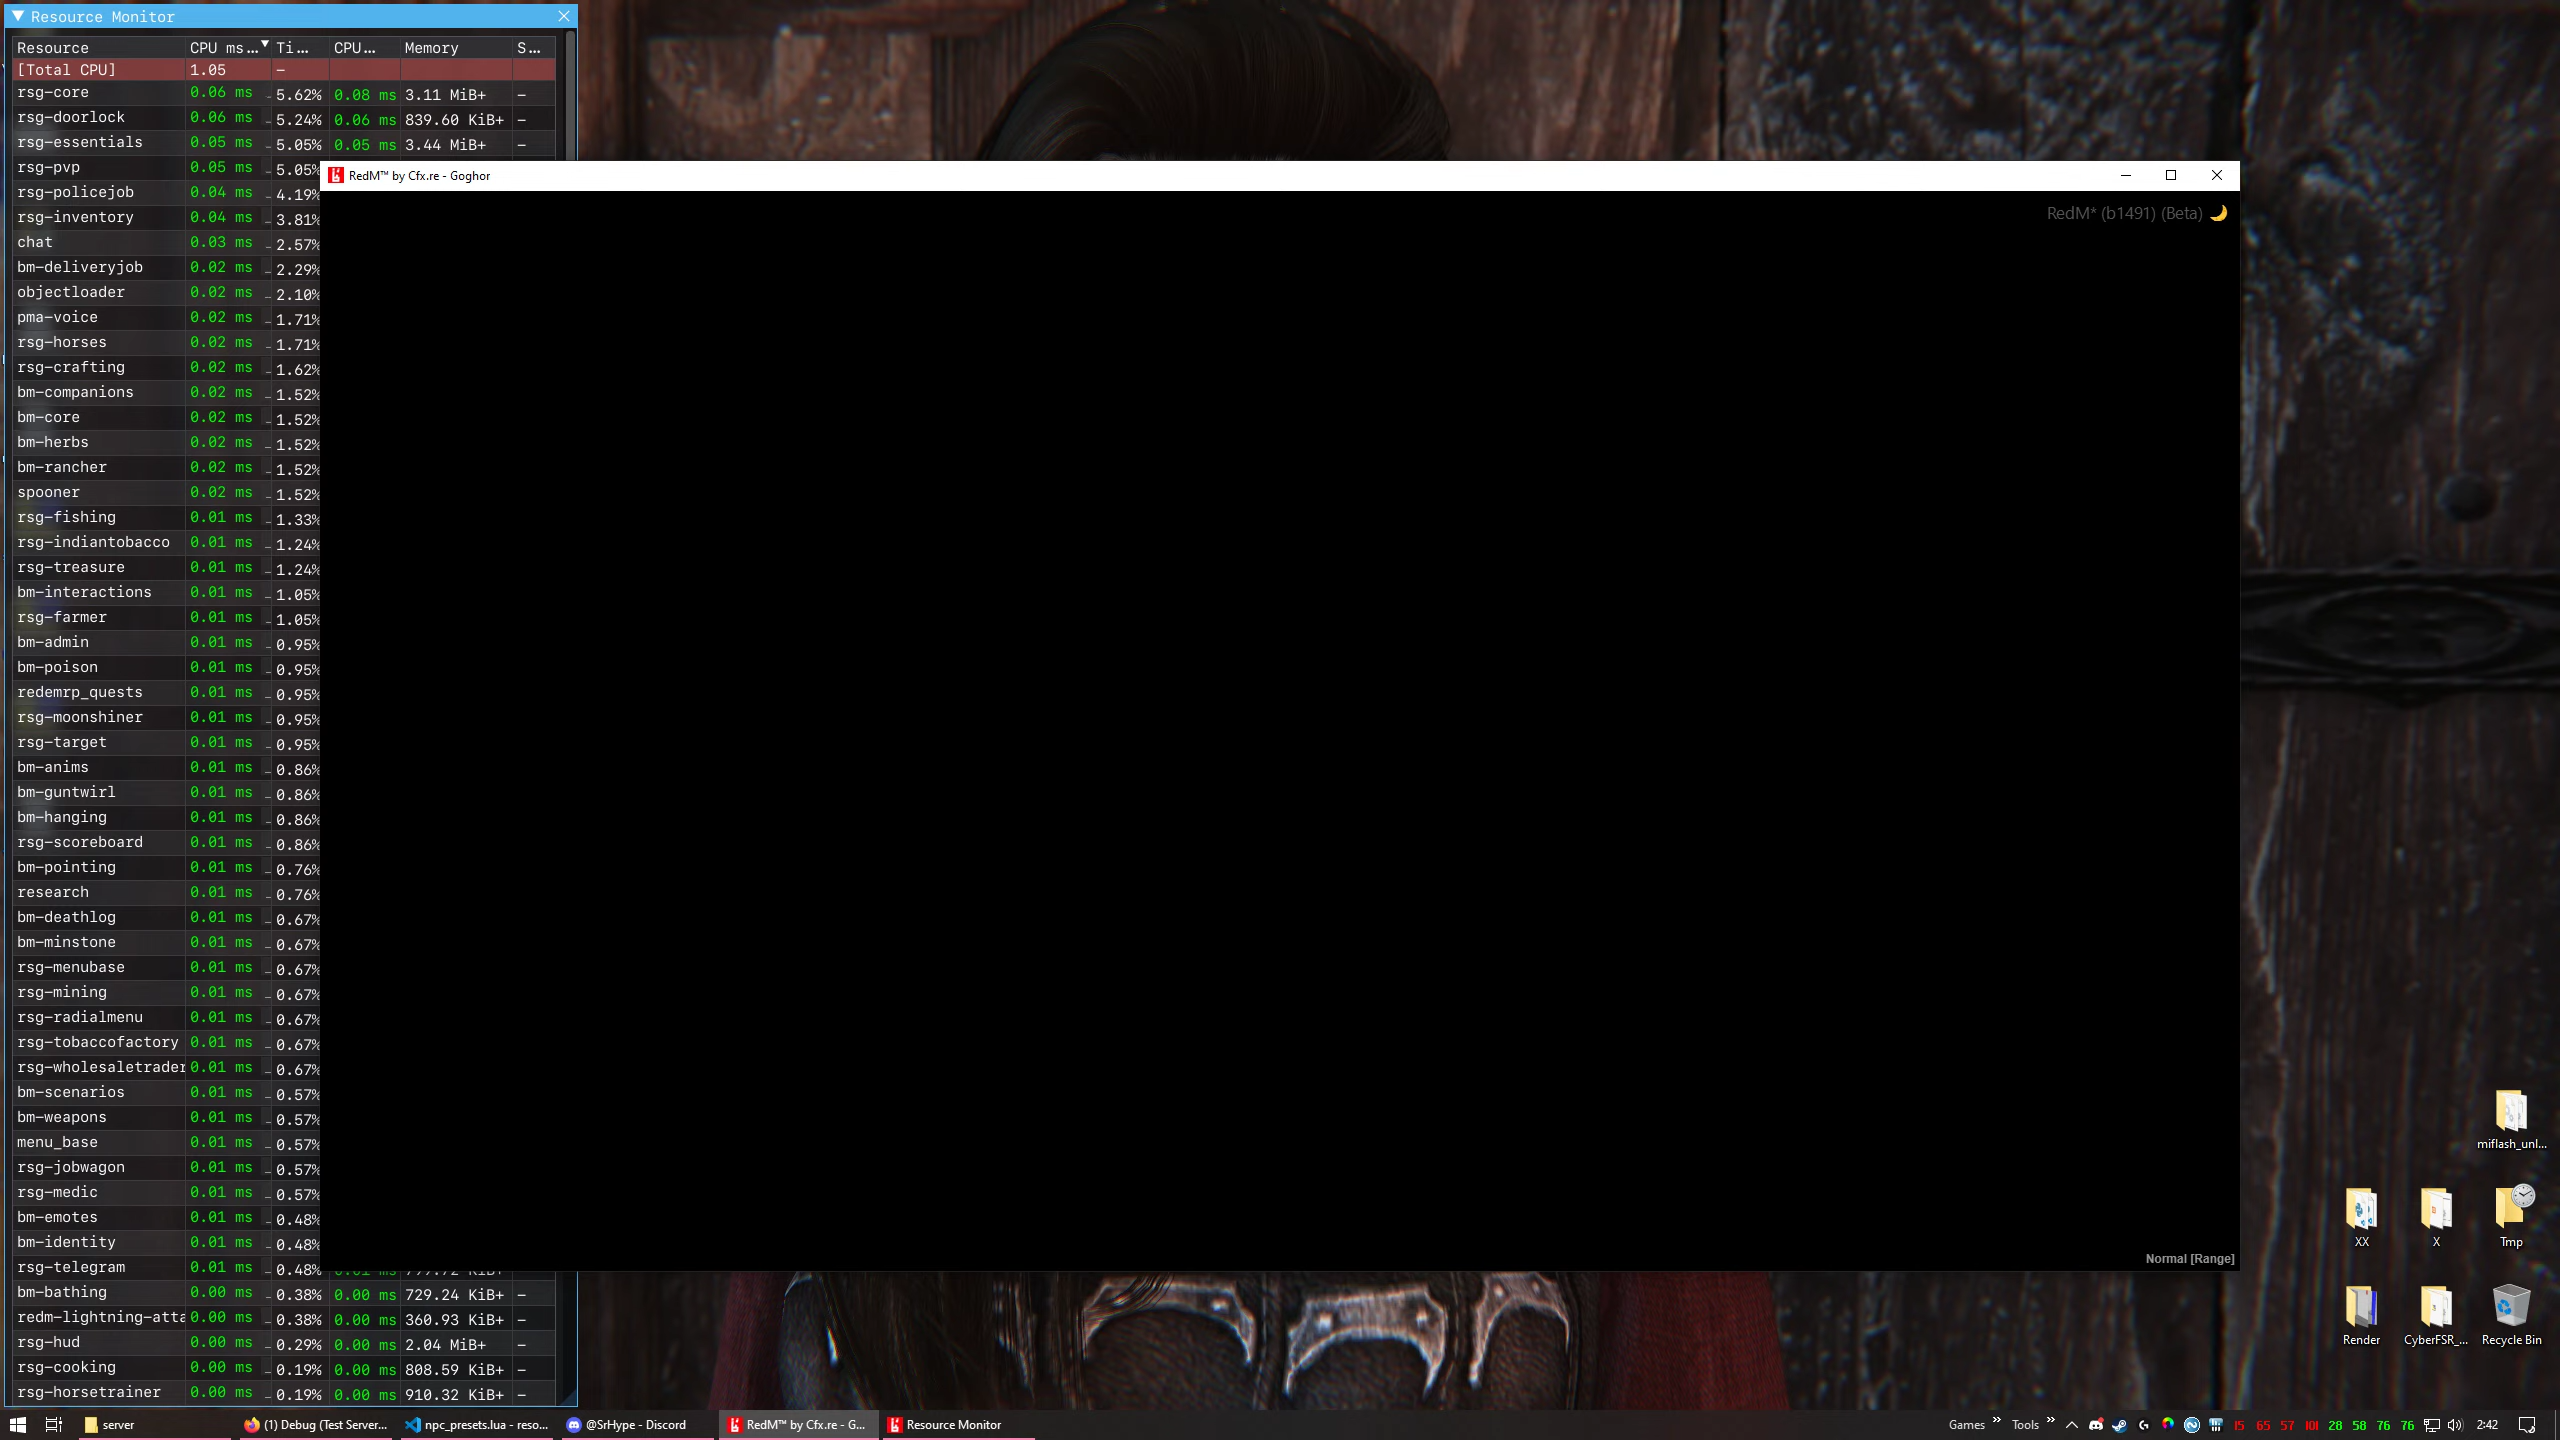 Resource Monitor
Resource CPU ms... Ti... CPU... Memory S...
[Total CPU] 1.05 –
rsg-core 0.06 ms 5.62% 0.08 ms 3.11 MiB+ –
rsg-doorlock 0.06 ms 5.24% 0.06 ms 839.60 KiB+ –
rsg-essentials 0.05 ms 5.05% 0.05 ms 3.44 MiB+ –
rsg-pvp 0.05 ms 5.05%
rsg-policejob 0.04 ms 4.19%
rsg-inventory 0.04 ms 3.81%
chat 0.03 ms 2.57%
bm-deliveryjob 0.02 ms 2.29%
objectloader 0.02 ms 2.10%
pma-voice 0.02 ms 1.71%
rsg-horses 0.02 ms 1.71%
rsg-crafting 0.02 ms 1.62%
bm-companions 0.02 ms 1.52%
bm-core 0.02 ms 1.52%
bm-herbs 0.02 ms 1.52%
bm-rancher 0.02 ms 1.52%
spooner 0.02 ms 1.52%
rsg-fishing 0.01 ms 1.33%
rsg-indiantobacco 0.01 ms 1.24%
rsg-treasure 0.01 ms 1.24%
bm-interactions 0.01 ms 1.05%
rsg-farmer 0.01 ms 1.05%
bm-admin 0.01 ms 0.95%
bm-poison 0.01 ms 0.95%
redemrp_quests 0.01 ms 0.95%
rsg-moonshiner 0.01 ms 0.95%
rsg-target 0.01 ms 0.95%
bm-anims 0.01 ms 0.86%
bm-guntwirl 0.01 ms 0.86%
bm-hanging 0.01 ms 0.86%
rsg-scoreboard 0.01 ms 0.86%
bm-pointing 0.01 ms 0.76%
research 0.01 ms 0.76%
bm-deathlog 0.01 ms 0.67%
bm-minstone 0.01 ms 0.67%
rsg-menubase 0.01 ms 0.67%
rsg-mining 0.01 ms 0.67%
rsg-radialmenu 0.01 ms 0.67%
rsg-tobaccofactory 0.01 ms 0.67%
rsg-wholesaletrader 0.01 ms 0.67%
bm-scenarios 0.01 ms 0.57%
bm-weapons 0.01 ms 0.57%
menu_base 0.01 ms 0.57%
rsg-jobwagon 0.01 ms 0.57%
rsg-medic 0.01 ms 0.57%
bm-emotes 0.01 ms 0.48%
bm-identity 0.01 ms 0.48%
rsg-telegram 0.01 ms 0.48%
bm-bathing 0.00 ms 0.38% 0.00 ms 729.24 KiB+ –
redm-lightning-atta 0.00 ms 0.38% 0.00 ms 360.93 KiB+ –
rsg-hud 0.00 ms 0.29% 0.00 ms 2.04 MiB+ –
rsg-cooking 0.00 ms 0.19% 0.00 ms 808.59 KiB+ –
rsg-horsetrainer 0.00 ms 0.19% 0.00 ms 910.32 KiB+ –
RedM™ by Cfx.re - Goghor
RedM* (b1491) (Beta) 🌙
Normal [Range]
miflash_unl...
XX X Tmp
Render CyberFSR_... Recycle Bin
server (1) Debug (Test Server... npc_presets.lua - reso... @SrHype - Discord RedM™ by Cfx.re - G... Resource Monitor Games » Tools » 15 65 57 101 28 58 76 76 2:42